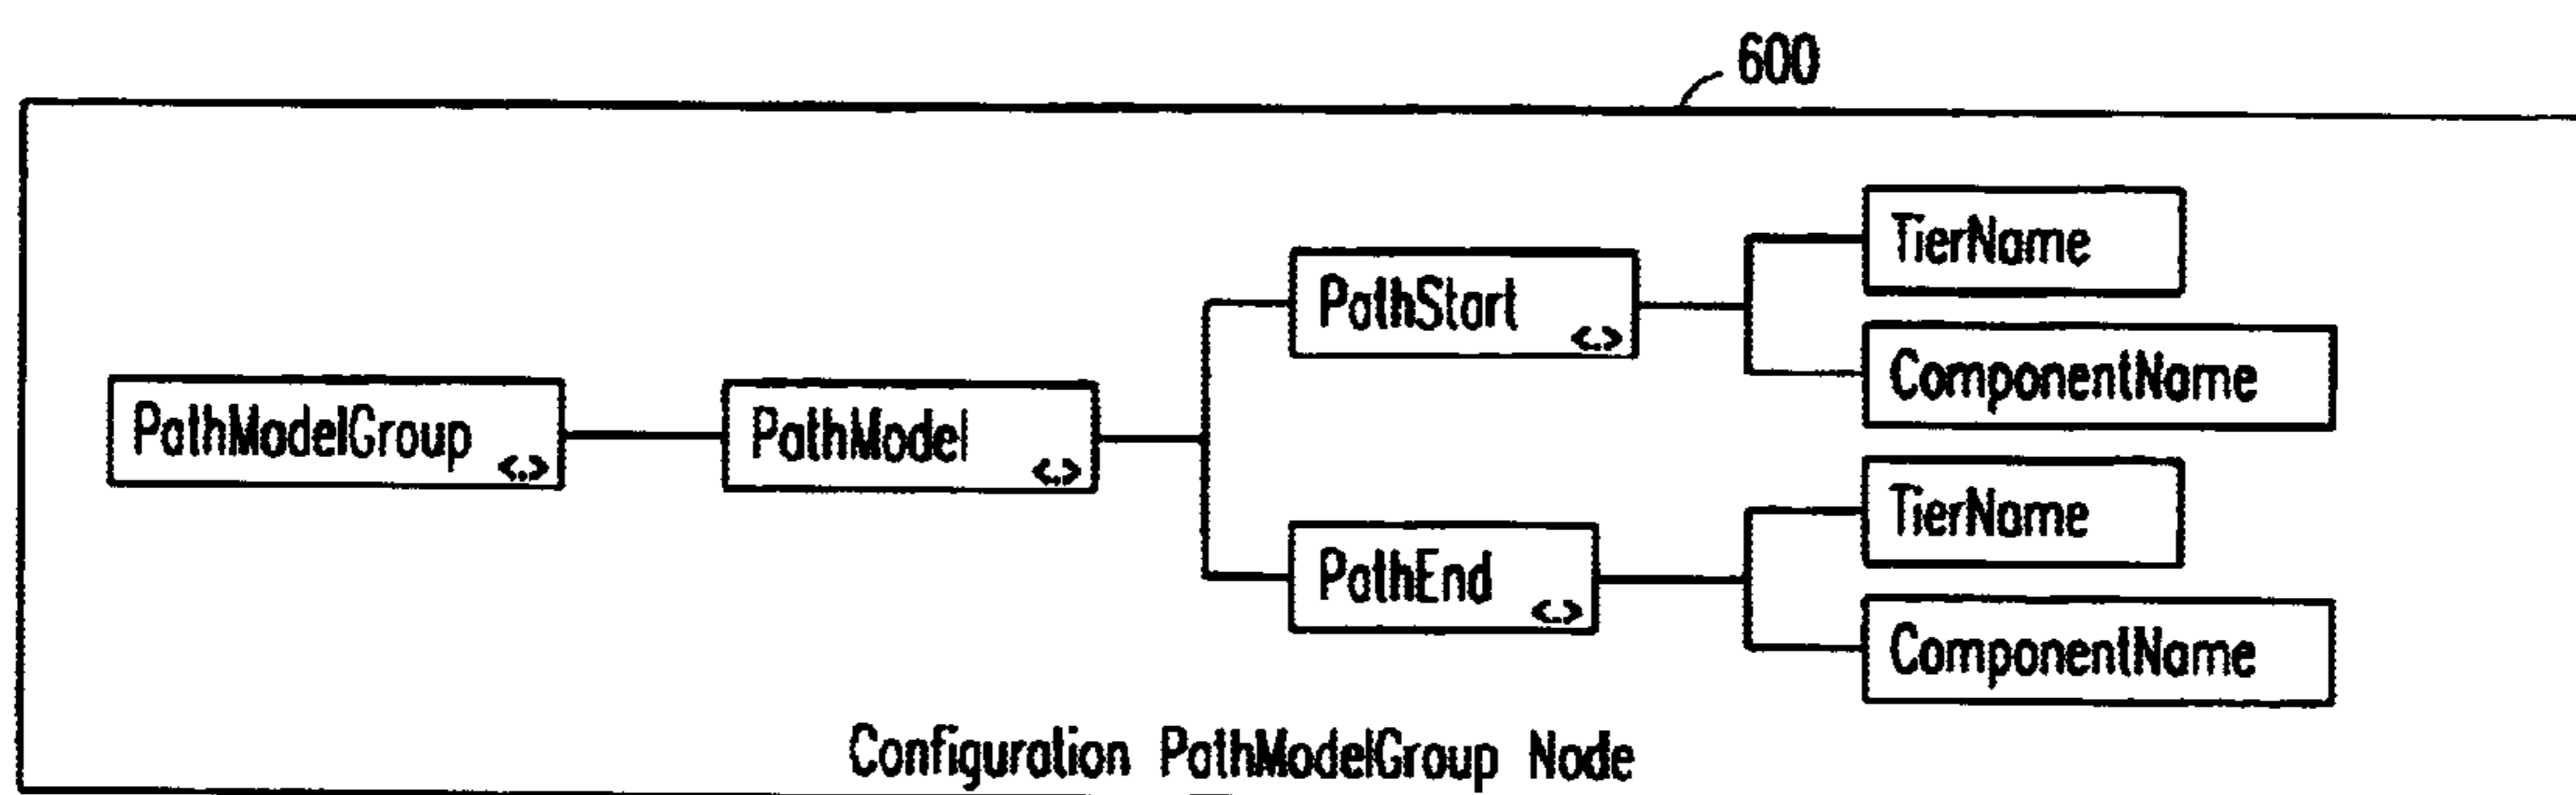 600
TierName
PathStart
<..>
ComponentName
PathModelGroup
<..>
PathModel
<..>
TierName
PathEnd
<..>
ComponentName
Configuration PathModelGroup Node